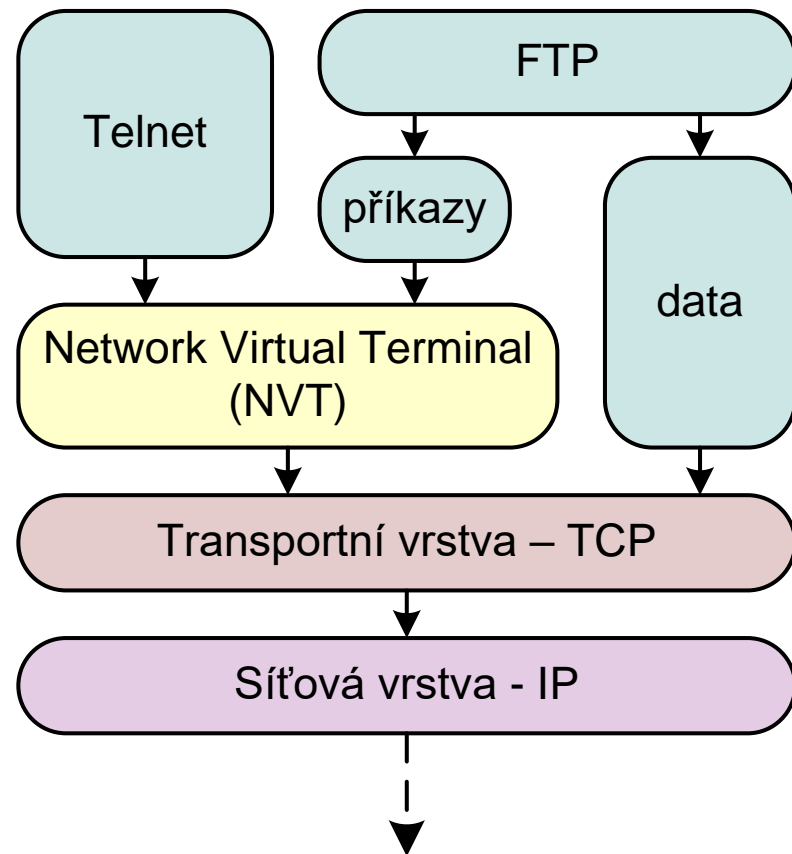 Telnet
FTP
příkazy
data
Network Virtual Terminal
(NVT)
Transportní vrstva – TCP
Síťová vrstva - IP